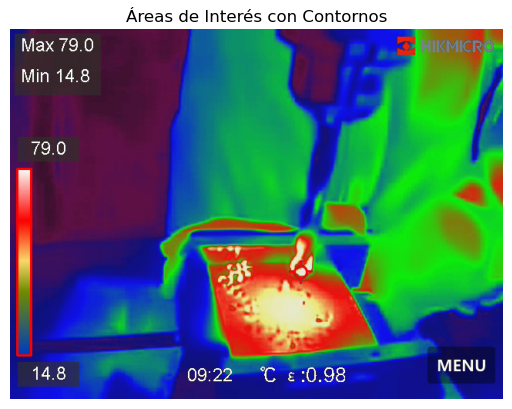 Áreas de Interés con Contornos
Max 79.0
HIKMICRO
Min 14.8
79.0
MENU
14.8
09:22 °C ε:0.98